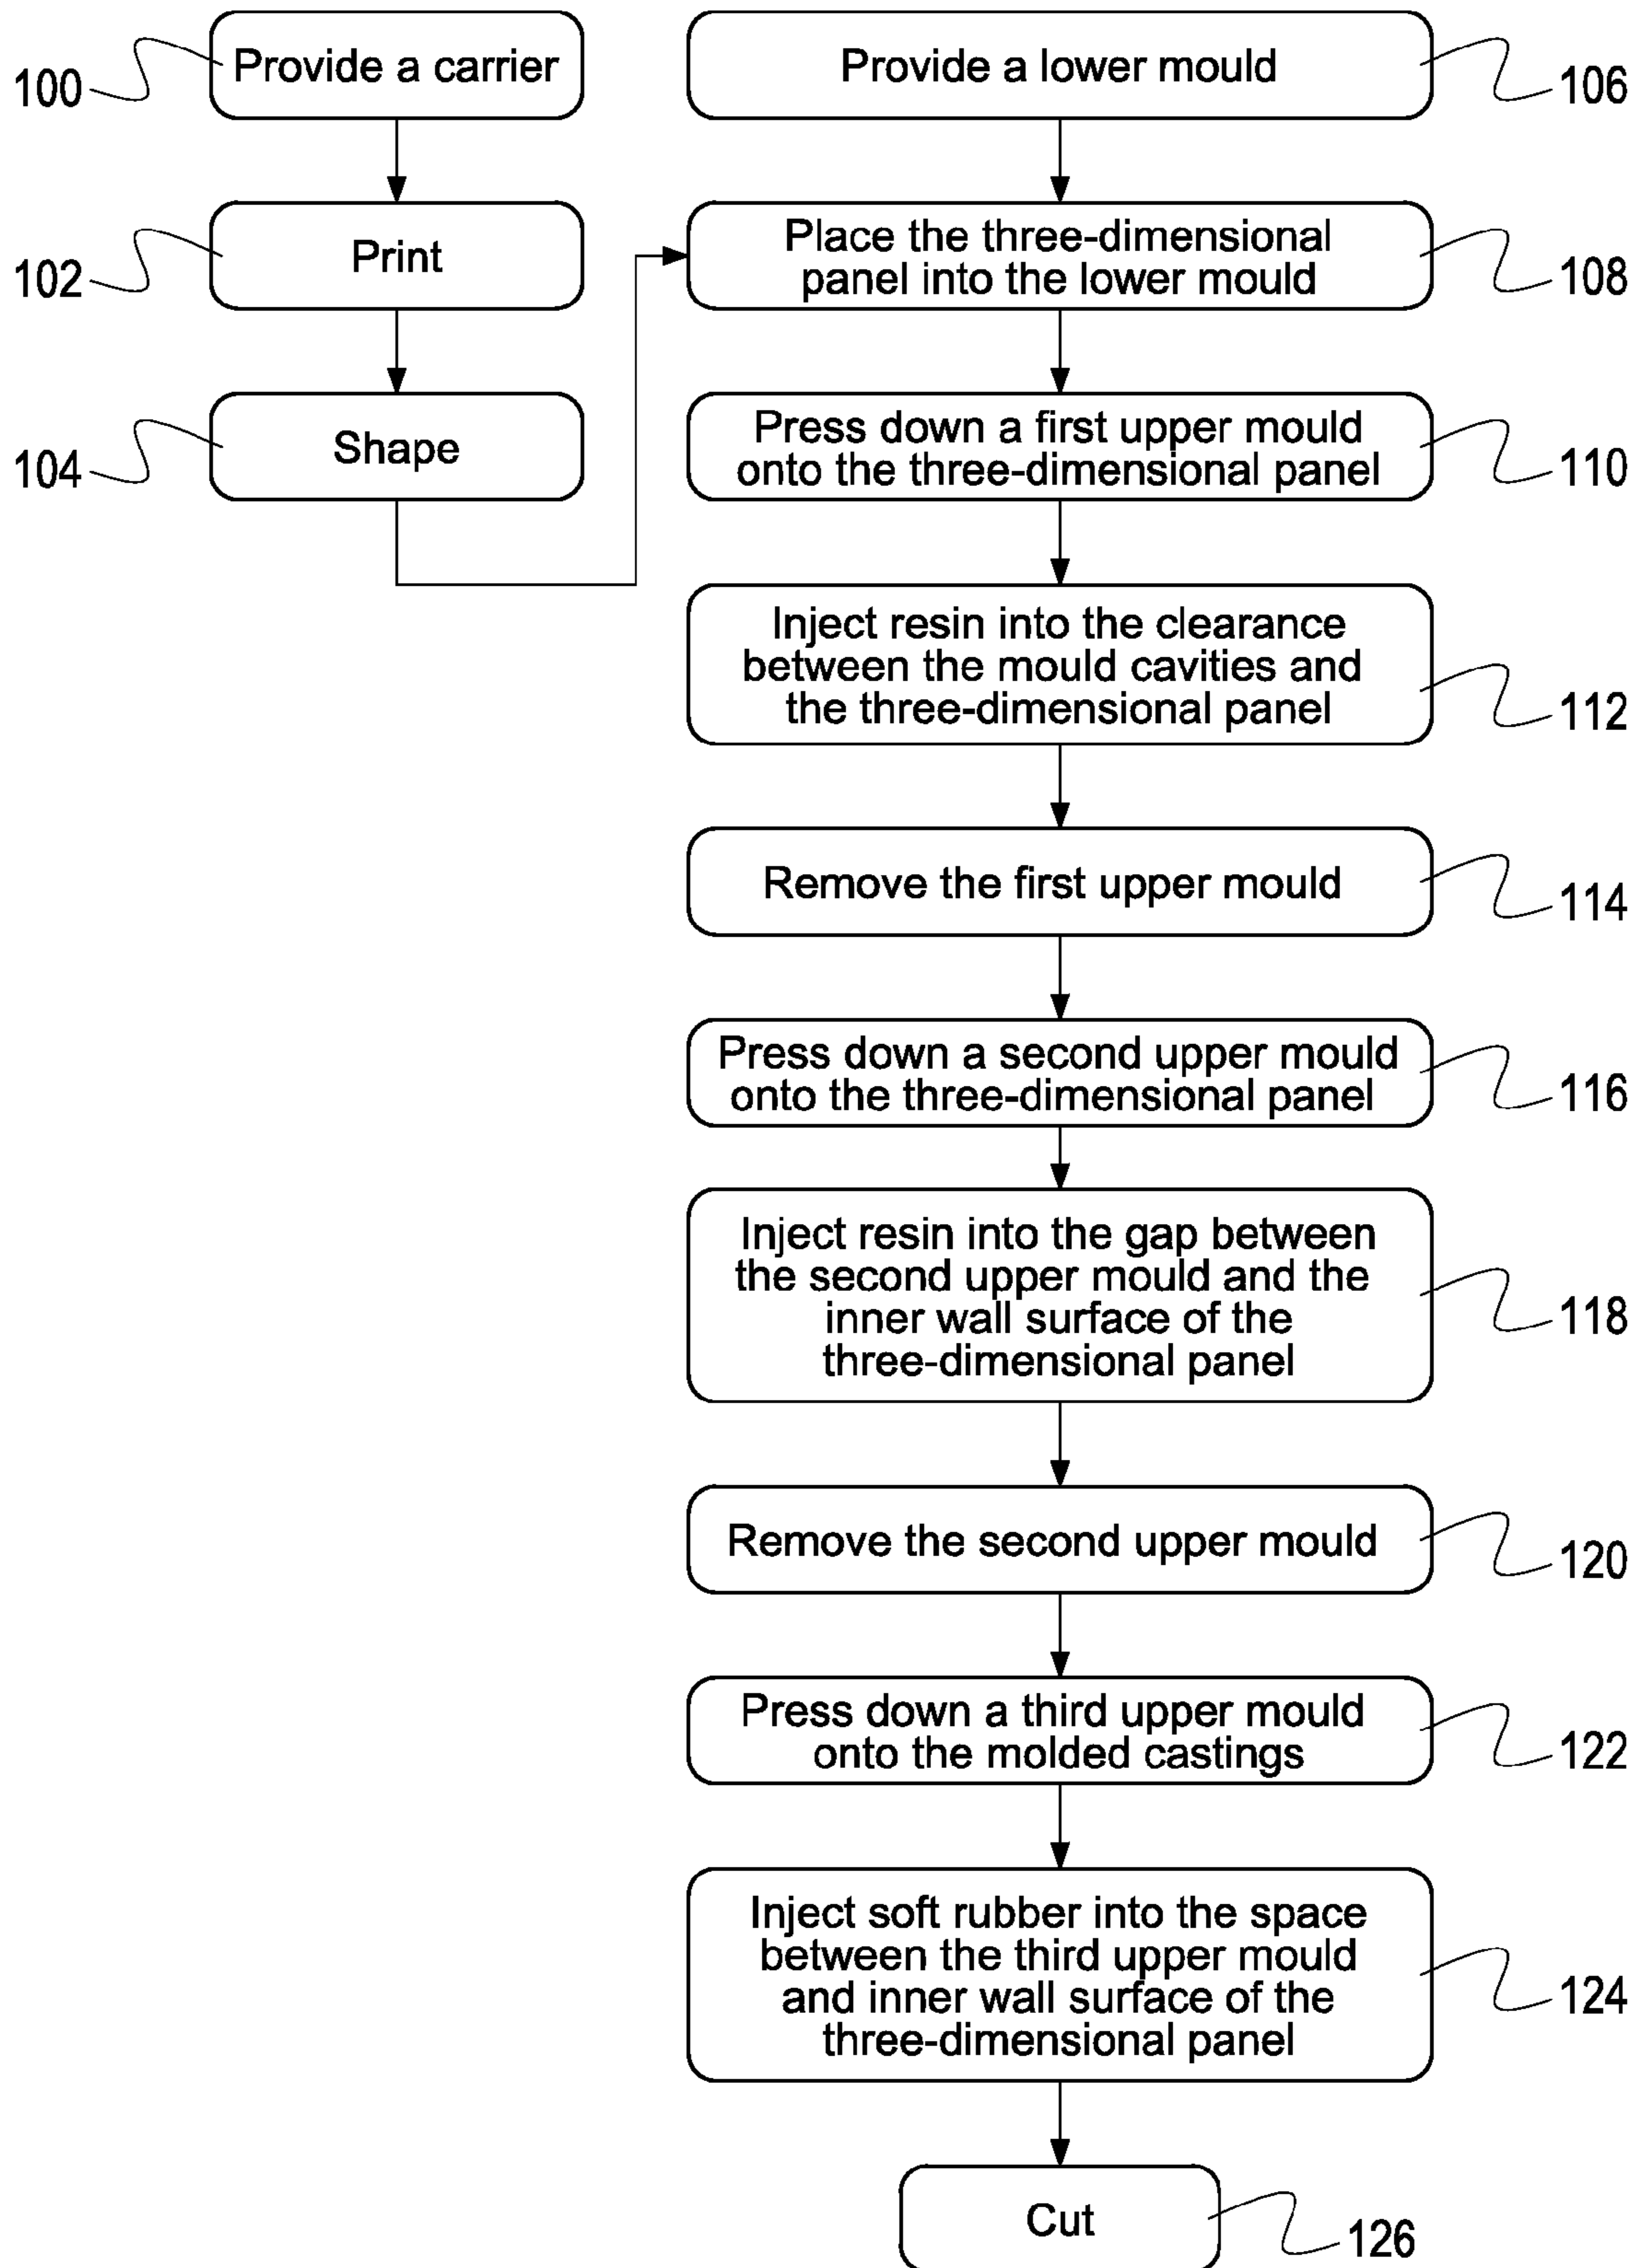 Provide a carrier
100
Print
102
Shape
104
Provide a lower mould
106
Place the three-dimensional
panel into the lower mould
108
Press down a first upper mould
onto the three-dimensional panel
110
Inject resin into the clearance
between the mould cavities and
the three-dimensional panel
112
Remove the first upper mould
114
Press down a second upper mould
onto the three-dimensional panel
116
Inject resin into the gap between
the second upper mould and the
inner wall surface of the
three-dimensional panel
118
Remove the second upper mould
120
Press down a third upper mould
onto the molded castings
122
Inject soft rubber into the space
between the third upper mould
and inner wall surface of the
three-dimensional panel
124
Cut
126